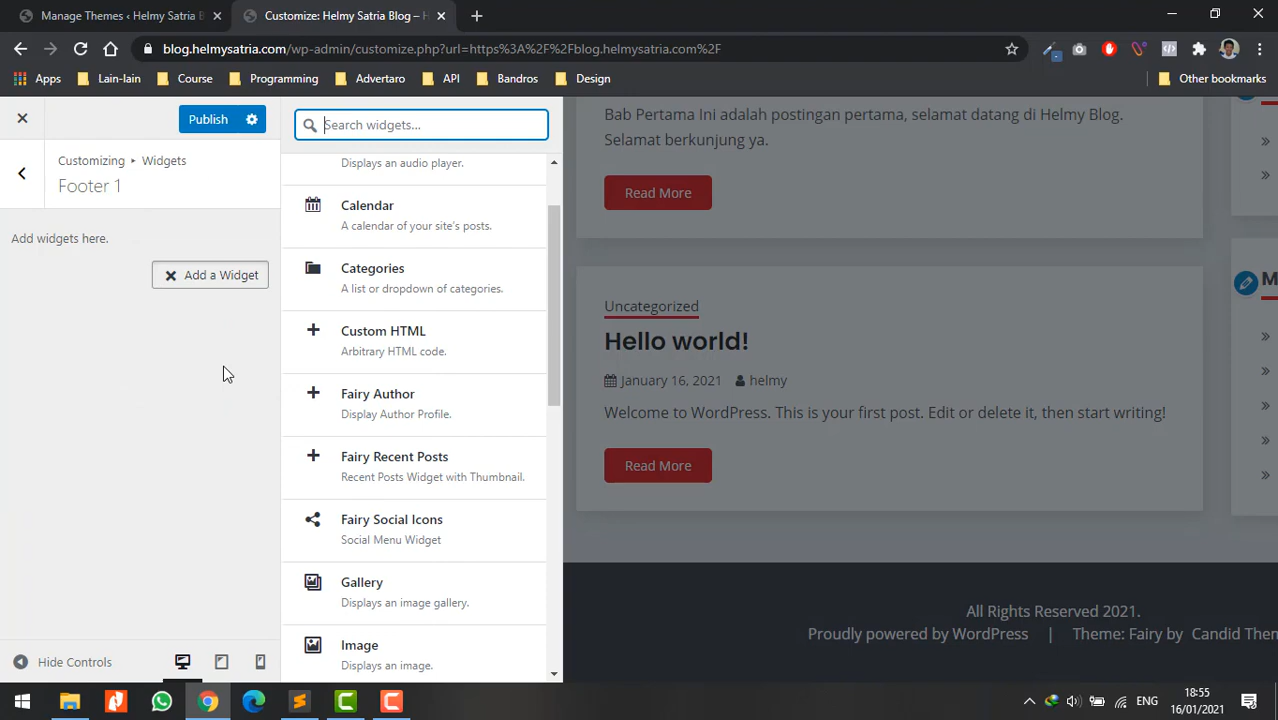 Manage Themes ‹ Helmy Satria B
Customize: Helmy Satria Blog – H
blog.helmysatria.com/wp-admin/customize.php?url=https%3A%2F%2Fblog.helmysatria.com%2F
Apps
Lain-lain
Course
Programming
Advertaro
API
Bandros
Design
Other bookmarks
Publish
Customizing ▸ Widgets
Footer 1
Add widgets here.
Add a Widget
Search widgets...
Displays an audio player.
Calendar
A calendar of your site's posts.
Categories
A list or dropdown of categories.
Custom HTML
Arbitrary HTML code.
Fairy Author
Display Author Profile.
Fairy Recent Posts
Recent Posts Widget with Thumbnail.
Fairy Social Icons
Social Menu Widget
Gallery
Displays an image gallery.
Image
Displays an image.
Bab Pertama Ini adalah postingan pertama, selamat datang di Helmy Blog.
Selamat berkunjung ya.
Read More
Uncategorized
Hello world!
January 16, 2021 helmy
Welcome to WordPress. This is your first post. Edit or delete it, then start writing!
Read More
M
All Rights Reserved 2021.
Proudly powered by WordPress | Theme: Fairy by Candid Them
Hide Controls
ENG
18:55
16/01/2021